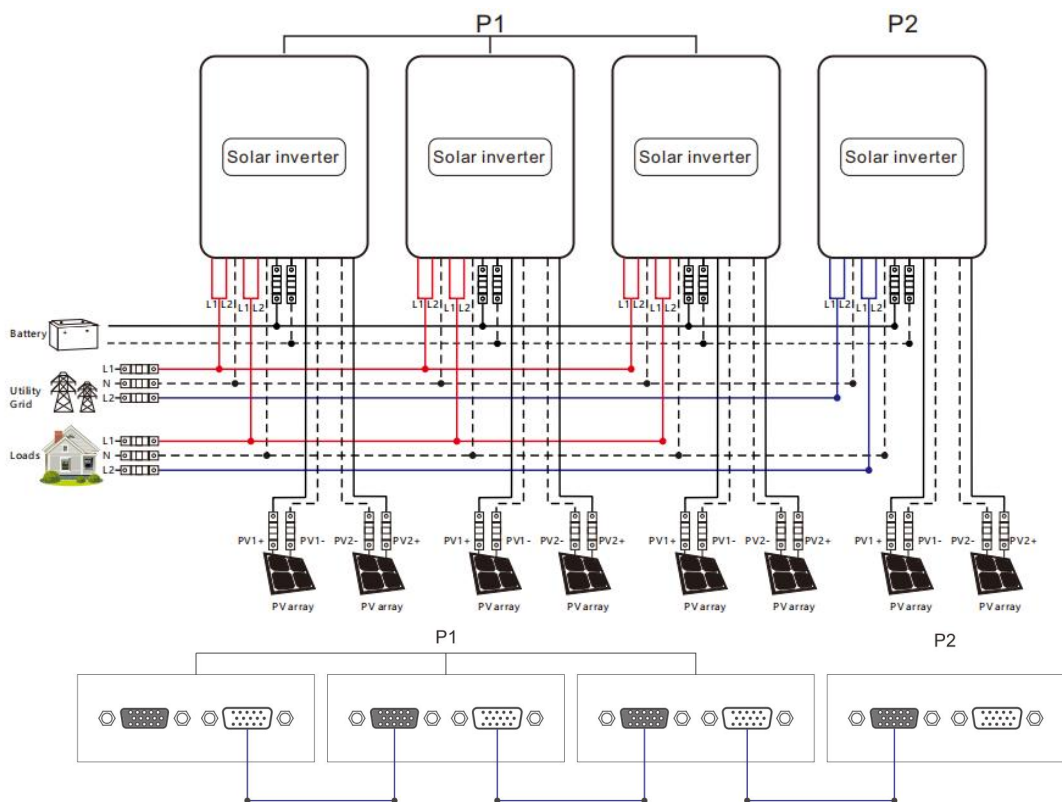 P1
P2
Solar inverter
Solar inverter
Solar inverter
Solar inverter
L1 L2
L1 L2
L1 L2
L1 L2
L1 L2
L1 L2
L1 L2
L1 L2
Battery
L1
N
L2
Utility
Grid
L1
N
L2
Loads
PV1+
PV1-
PV2-
PV2+
PV1+
PV1-
PV2-
PV2+
PV1+
PV1-
PV2-
PV2+
PV1+
PV1-
PV2-
PV2+
PV array
PV array
PV array
PV array
PV array
PV array
PV array
PV array
P1
P2